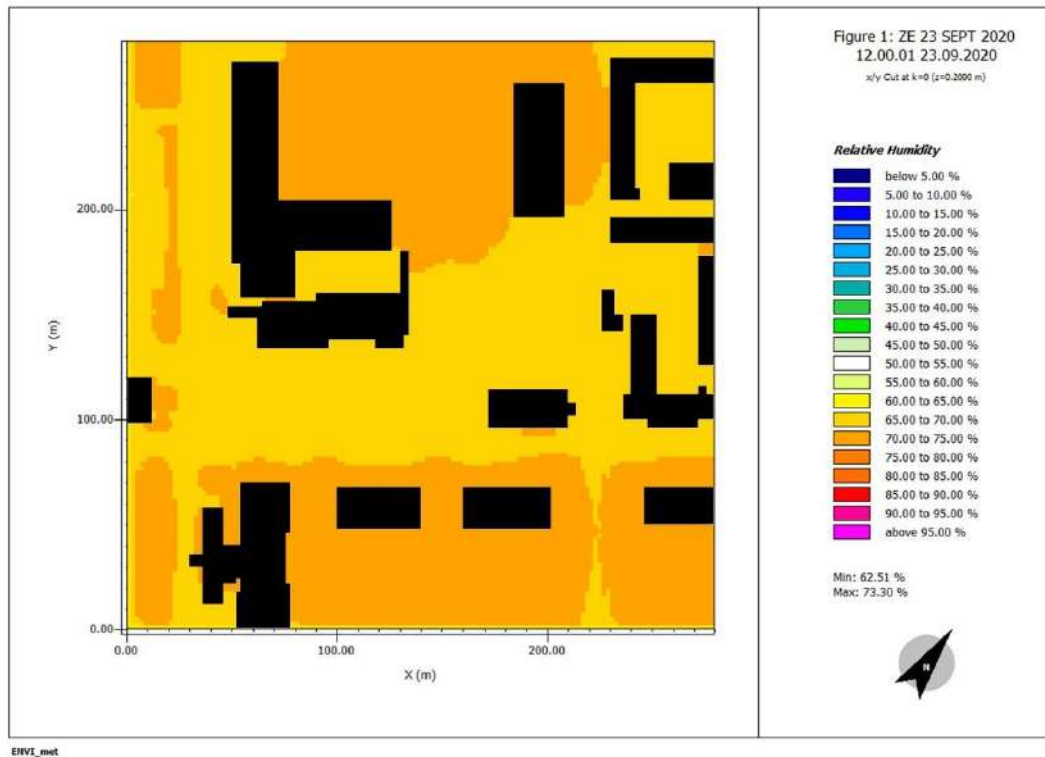 Figure 1: ZE 23 SEPT 2020
12.00.01 23.09.2020
x/y Cut at k=0 (z=0.2000 m)
Relative Humidity
below 5.00 %
5.00 to 10.00 %
10.00 to 15.00 %
15.00 to 20.00 %
20.00 to 25.00 %
25.00 to 30.00 %
30.00 to 35.00 %
35.00 to 40.00 %
40.00 to 45.00 %
45.00 to 50.00 %
50.00 to 55.00 %
55.00 to 60.00 %
60.00 to 65.00 %
65.00 to 70.00 %
70.00 to 75.00 %
75.00 to 80.00 %
80.00 to 85.00 %
85.00 to 90.00 %
90.00 to 95.00 %
above 95.00 %
Min: 62.51 %
Max: 73.30 %
N
200.00
Y (m)
100.00
0.00
0.00 100.00 200.00
X (m)
ENVI_met